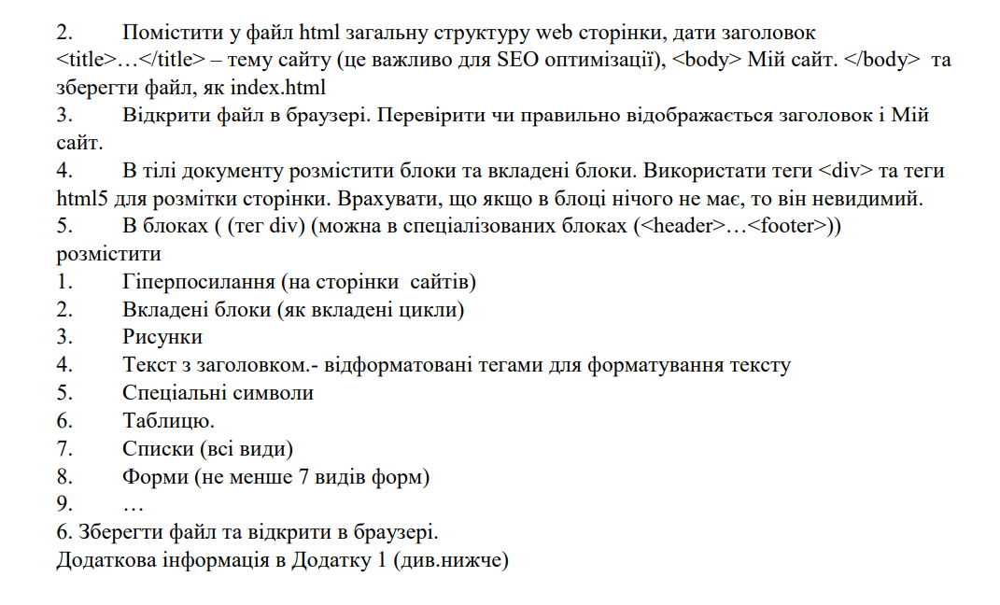 2. Помістити у файл html загальну структуру web сторінки, дати заголовок
<title>…</title> – тему сайту (це важливо для SEO оптимізації), <body> Мій сайт. </body> та
зберегти файл, як index.html
3. Відкрити файл в браузері. Перевірити чи правильно відображається заголовок і Мій
сайт.
4. В тілі документу розмістити блоки та вкладені блоки. Використати теги <div> та теги
html5 для розмітки сторінки. Врахувати, що якщо в блоці нічого не має, то він невидимий.
5. В блоках ( (тег div) (можна в спеціалізованих блоках (<header>…<footer>))
розмістити
1. Гіперпосилання (на сторінки сайтів)
2. Вкладені блоки (як вкладені цикли)
3. Рисунки
4. Текст з заголовком.- відформатовані тегами для форматування тексту
5. Спеціальні символи
6. Таблицю.
7. Списки (всі види)
8. Форми (не менше 7 видів форм)
9. …
6. Зберегти файл та відкрити в браузері.
Додаткова інформація в Додатку 1 (див.нижче)